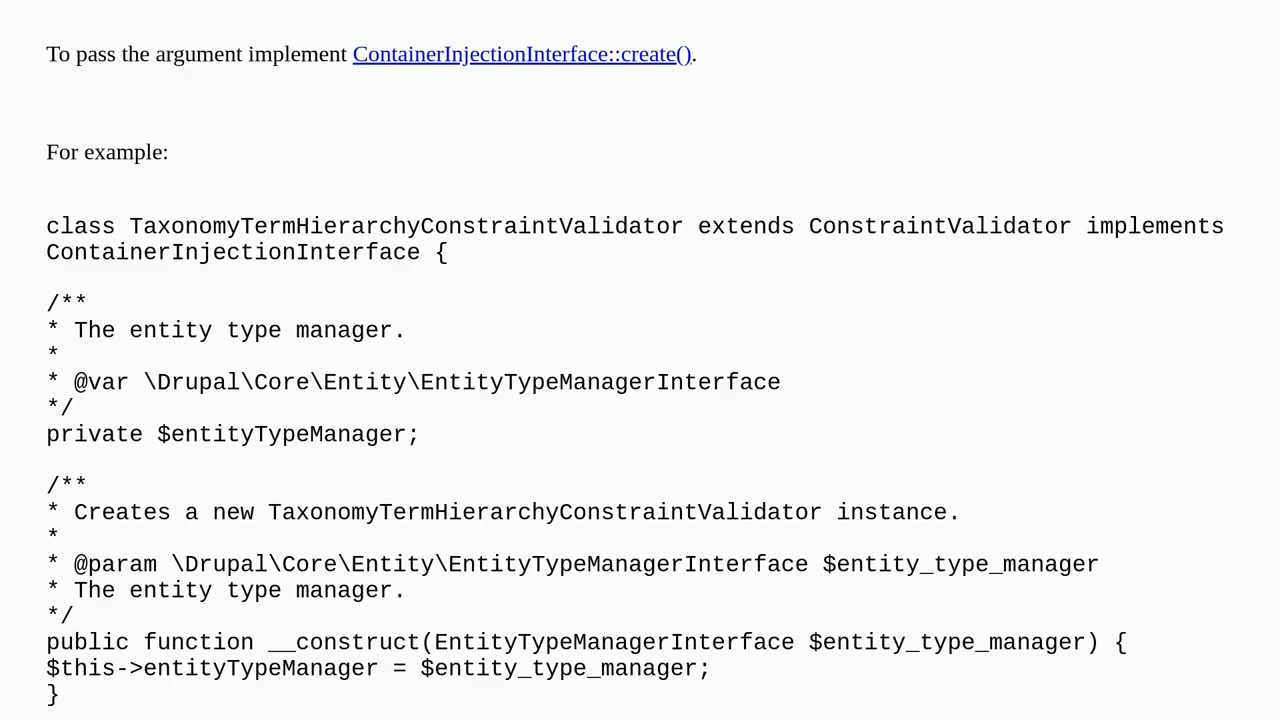 To pass the argument implement ContainerInjectionInterface::create().
For example:
class TaxonomyTermHierarchyConstraintValidator extends ConstraintValidator implements
ContainerInjectionInterface {
/**
* The entity type manager.
*
* @var \Drupal\Core\Entity\EntityTypeManagerInterface
*/
private $entityTypeManager;
/**
* Creates a new TaxonomyTermHierarchyConstraintValidator instance.
*
* @param \Drupal\Core\Entity\EntityTypeManagerInterface $entity_type_manager
* The entity type manager.
*/
public function __construct(EntityTypeManagerInterface $entity_type_manager) {
$this->entityTypeManager = $entity_type_manager;
}